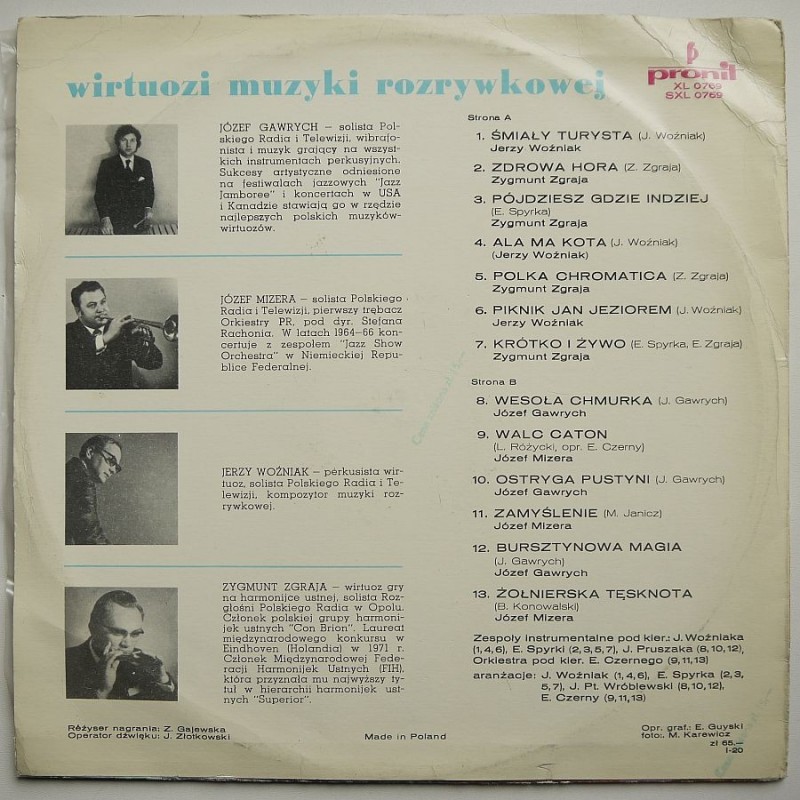 wirtuozi muzyki rozrywkowej
pronit
XL 0769
SXL 0769
JÓZEF GAWRYCH – solista Pol-
skiego Radia i Telewizji, wibrafo-
nista i muzyk grający na wszyst-
kich instrumentach perkusyjnych.
Sukcesy artystyczne odniesione
na festiwalach jazzowych "Jazz
Jamboree" i koncertach w USA
i Kanadzie stawiają go w rzędzie
najlepszych polskich muzyków-
wirtuozów.
JÓZEF MIZERA – solista Polskiego
Radia i Telewizji, pierwszy trębacz
Orkiestry PR, pod dyr. Stefana
Rachonia. W latach 1964–66 kon-
certuje z zespołem "Jazz Show
Orchestra" w Niemieckiej Repu-
blice Federalnej.
JERZY WOŹNIAK – perkusista wir-
tuoz, solista Polskiego Radia i Te-
lewizji, kompozytor muzyki roz-
rywkowej.
ZYGMUNT ZGRAJA – wirtuoz gry
na harmonijce ustnej, solista Roz-
głośni Polskiego Radia w Opolu.
Członek polskiej grupy harmonij-
jek ustnych "Con Brion". Laureat
międzynarodowego konkursu w
Eindhoven (Holandia) w 1971 r.
Członek Międzynarodowej Fede-
racji Harmonijek Ustnych (FIH),
która przyznała mu najwyższy ty-
tuł w hierarchii harmonijek ust-
nych "Superior".
Strona A
1. ŚMIAŁY TURYSTA (J. Woźniak)
Jerzy Woźniak
2. ZDROWA HORA (Z. Zgraja)
Zygmunt Zgraja
3. PÓJDZIESZ GDZIE INDZIEJ
(E. Spyrka)
Zygmunt Zgraja
4. ALA MA KOTA (J. Woźniak)
(Jerzy Woźniak
5. POLKA CHROMATICA (Z. Zgraja)
Zygmunt Zgraja
6. PIKNIK JAN JEZIOREM (J. Woźniak)
Jerzy Woźniak
7. KRÓTKO I ŻYWO (E. Spyrka, E. Zgraja)
Zygmunt Zgraja
Strona B
8. WESOŁA CHMURKA (J. Gawrych)
Józef Gawrych
9. WALC CATON
(L. Różycki, opr. E. Czerny)
Józef Mizera
10. OSTRYGA PUSTYNI (J. Gawrych)
Józef Gawrych
11. ZAMYŚLENIE (M. Janicz)
Józef Mizera
12. BURSZTYNOWA MAGIA
(J. Gawrych)
Józef Gawrych
13. ŻOŁNIERSKA TĘSKNOTA
(B. Konowalski)
Józef Mizera
Zespoły instrumentalne pod kier.: J. Woźniaka
(1,4,6), E. Spyrki (2,3,5,7), J. Pruszaka (8,10,12),
Orkiestra pod kier. E. Czernego (9,11,13)
aranżacje: J. Woźniak (1,4,6), E. Spyrka (2,3,
5,7), J. Pt. Wróblewski (8,10,12),
E. Czerny (9,11,13)
Reżyser nagrania: Z. Gajewska
Operator dźwięku: J. Złotkowski
Made in Poland
Opr. graf.: E. Guyski
foto.: M. Karewicz
zł 65.–
I-20